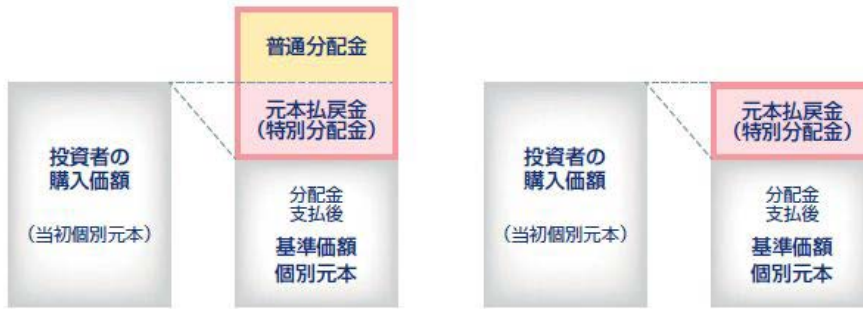 普通分配金
元本払戻金
(特別分配金)
投資者の
購入価額
(当初個別元本)
分配金
支払後
基準価額
個別元本
元本払戻金
(特別分配金)
投資者の
購入価額
(当初個別元本)
分配金
支払後
基準価額
個別元本